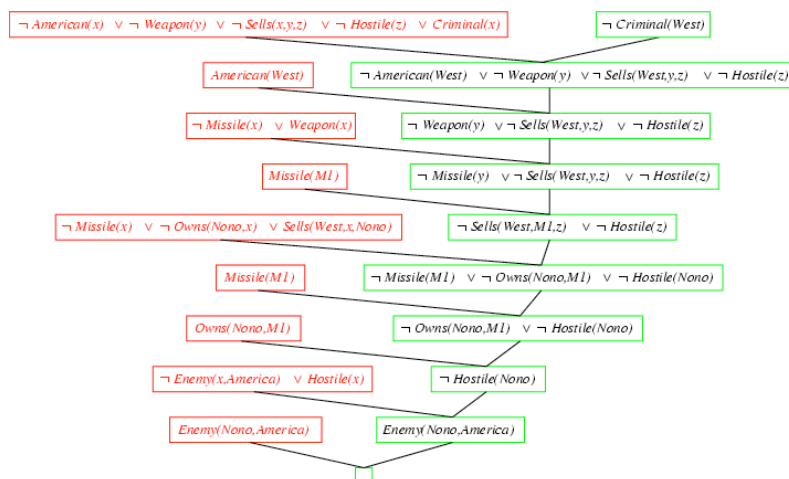 ¬ American(x) ∨ ¬ Weapon(y) ∨ ¬ Sells(x,y,z) ∨ ¬ Hostile(z) ∨ Criminal(x) ¬ Criminal(West)
American(West) ¬ American(West) ∨ ¬ Weapon(y) ∨ ¬ Sells(West,y,z) ∨ ¬ Hostile(z)
¬ Missile(x) ∨ Weapon(x) ¬ Weapon(y) ∨ ¬ Sells(West,y,z) ∨ ¬ Hostile(z)
Missile(M1) ¬ Missile(y) ∨ ¬ Sells(West,y,z) ∨ ¬ Hostile(z)
¬ Missile(x) ∨ ¬ Owns(Nono,x) ∨ Sells(West,x,Nono) ¬ Sells(West,M1,z) ∨ ¬ Hostile(z)
Missile(M1) ¬ Missile(M1) ∨ ¬ Owns(Nono,M1) ∨ ¬ Hostile(Nono)
Owns(Nono,M1) ¬ Owns(Nono,M1) ∨ ¬ Hostile(Nono)
¬ Enemy(x,America) ∨ Hostile(x) ¬ Hostile(Nono)
Enemy(Nono,America) Enemy(Nono,America)